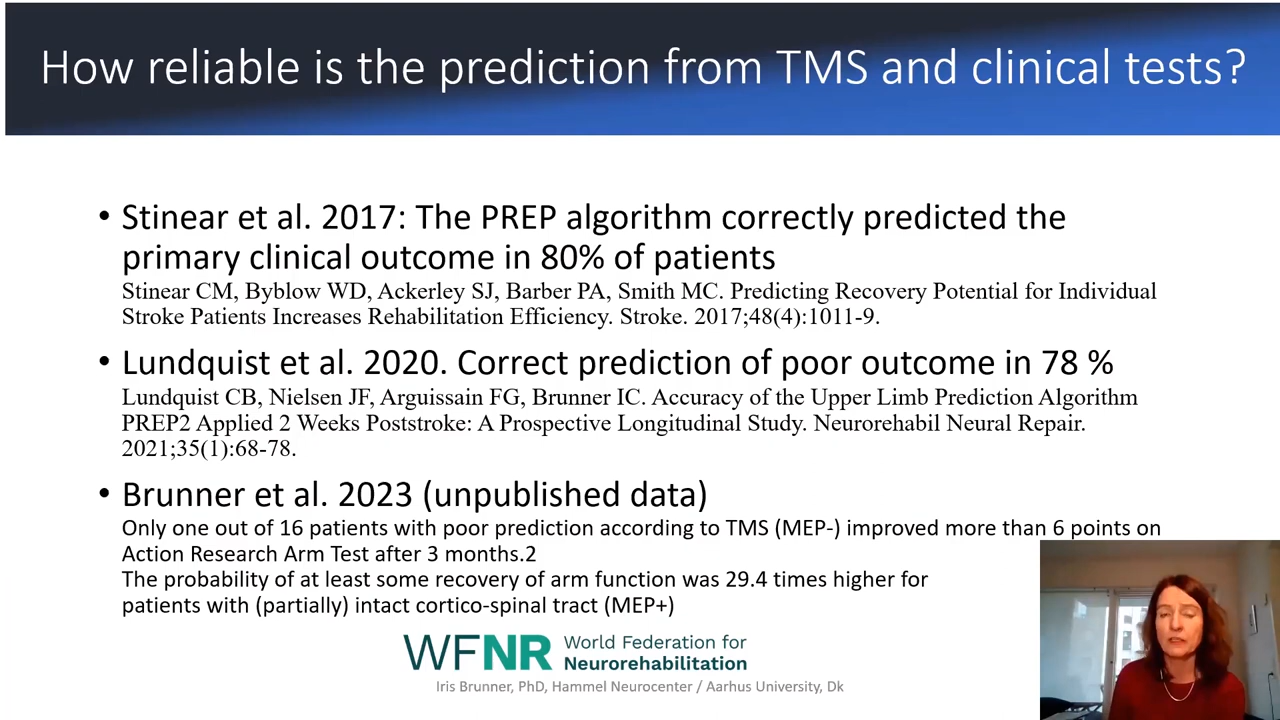 How reliable is the prediction from TMS and clinical tests?
• Stinear et al. 2017: The PREP algorithm correctly predicted the
primary clinical outcome in 80% of patients
Stinear CM, Byblow WD, Ackerley SJ, Barber PA, Smith MC. Predicting Recovery Potential for Individual
Stroke Patients Increases Rehabilitation Efficiency. Stroke. 2017;48(4):1011-9.
• Lundquist et al. 2020. Correct prediction of poor outcome in 78 %
Lundquist CB, Nielsen JF, Arguissain FG, Brunner IC. Accuracy of the Upper Limb Prediction Algorithm
PREP2 Applied 2 Weeks Poststroke: A Prospective Longitudinal Study. Neurorehabil Neural Repair.
2021;35(1):68-78.
• Brunner et al. 2023 (unpublished data)
Only one out of 16 patients with poor prediction according to TMS (MEP-) improved more than 6 points on
Action Research Arm Test after 3 months.2
The probability of at least some recovery of arm function was 29.4 times higher for
patients with (partially) intact cortico-spinal tract (MEP+)
WFNR World Federation for
Neurorehabilitation
Iris Brunner, PhD, Hammel Neurocenter / Aarhus University, Dk